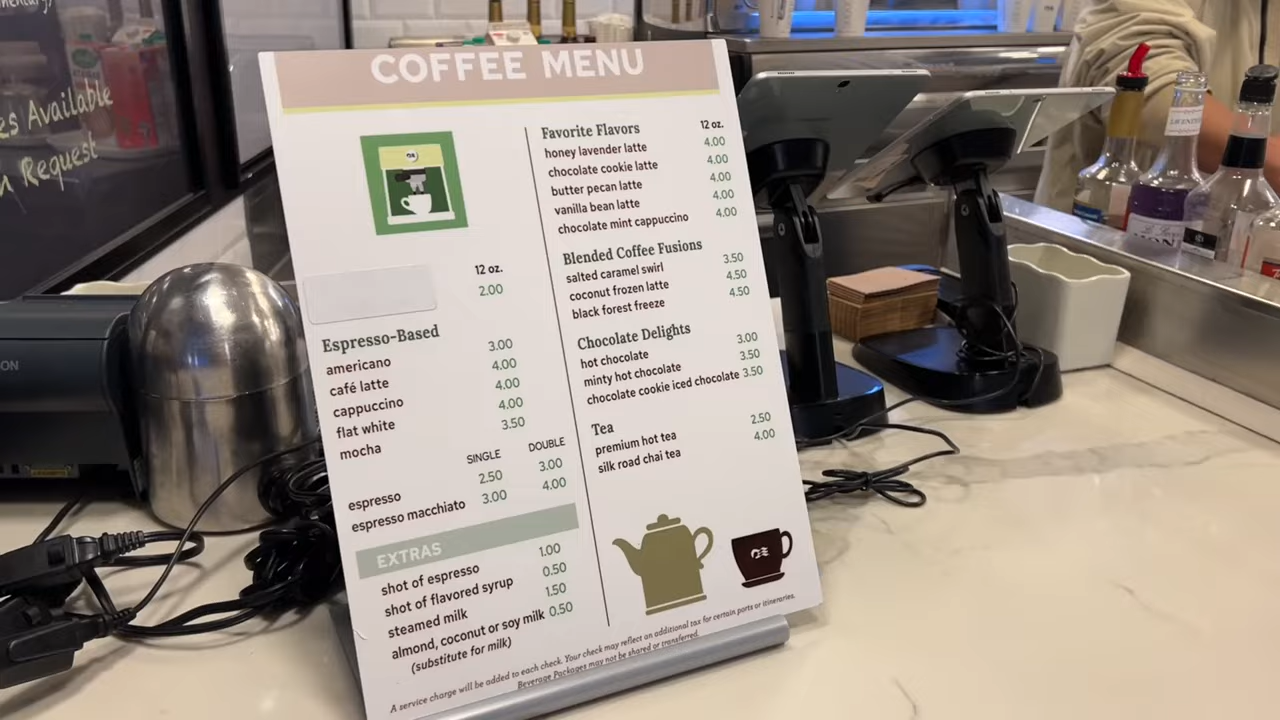 es Available
Request
COFFEE MENU
12 oz.
2.00
Espresso-Based
americano 3.00
café latte 4.00
cappuccino 4.00
flat white 4.00
mocha 3.50
SINGLE DOUBLE
espresso 2.50 3.00
espresso macchiato 3.00 4.00
EXTRAS
shot of espresso 1.00
shot of flavored syrup 0.50
steamed milk 1.50
almond, coconut or soy milk 0.50
(substitute for milk)
Favorite Flavors 12 oz.
honey lavender latte 4.00
chocolate cookie latte 4.00
butter pecan latte 4.00
vanilla bean latte 4.00
chocolate mint cappuccino 4.00
Blended Coffee Fusions
salted caramel swirl 3.50
coconut frozen latte 4.50
black forest freeze 4.50
Chocolate Delights
hot chocolate 3.00
minty hot chocolate 3.50
chocolate cookie iced chocolate 3.50
Tea
premium hot tea 2.50
silk road chai tea 4.00
A service charge will be added to each check. Your check may reflect an additional tax for certain ports or itineraries.
Beverage Packages may not be shared or transferred.
ON